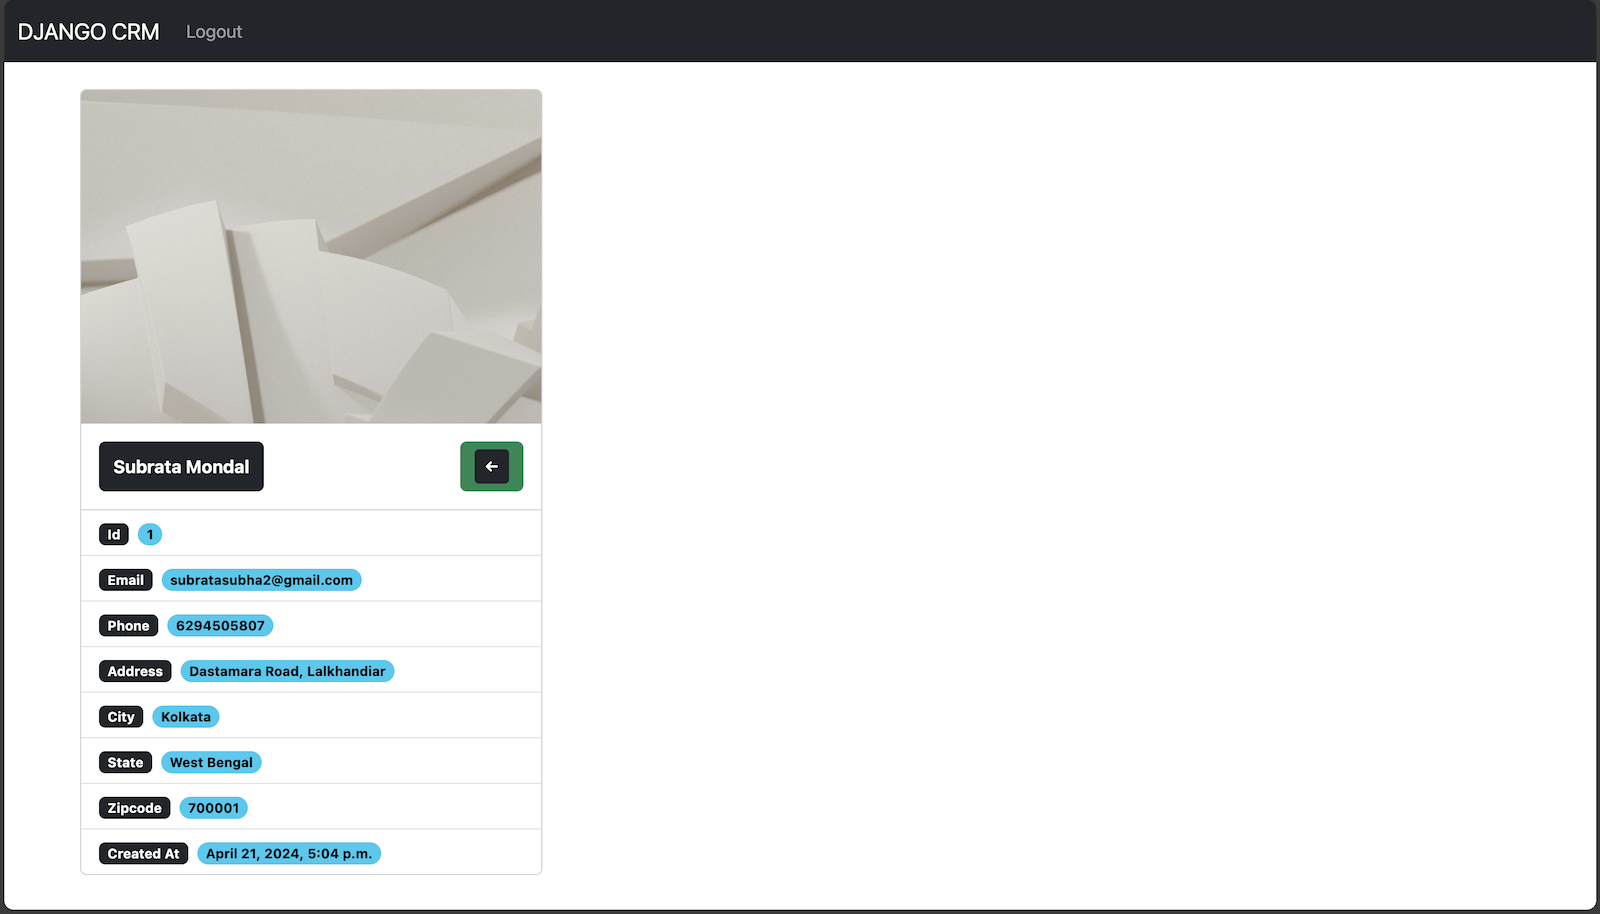 DJANGO CRM Logout
Subrata Mondal
Id 1
Email subratasubha2@gmail.com
Phone 6294505807
Address Dastamara Road, Lalkhandiar
City Kolkata
State West Bengal
Zipcode 700001
Created At April 21, 2024, 5:04 p.m.